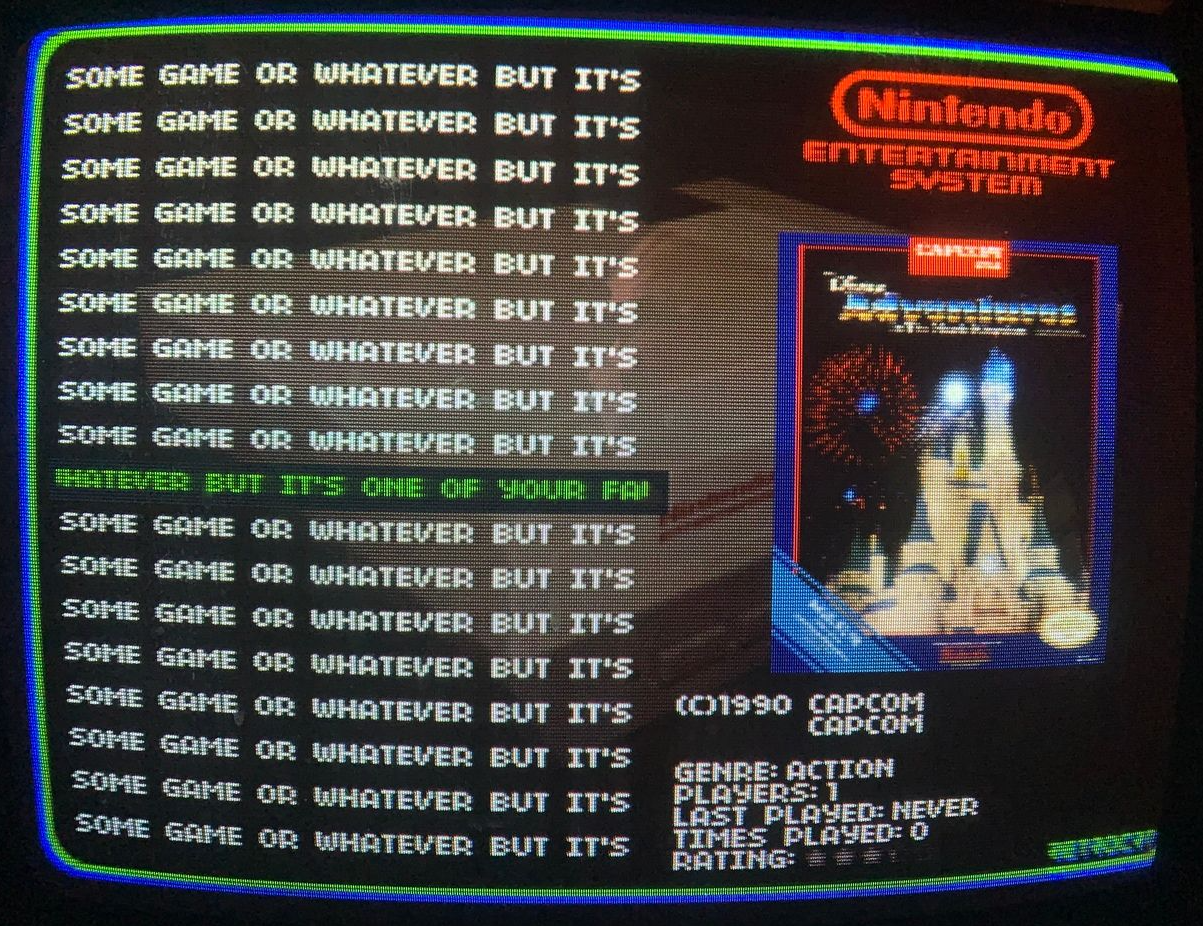 SOME GAME OR WHATEVER BUT IT'S
SOME GAME OR WHATEVER BUT IT'S
SOME GAME OR WHATEVER BUT IT'S
SOME GAME OR WHATEVER BUT IT'S
SOME GAME OR WHATEVER BUT IT'S
SOME GAME OR WHATEVER BUT IT'S
SOME GAME OR WHATEVER BUT IT'S
SOME GAME OR WHATEVER BUT IT'S
SOME GAME OR WHATEVER BUT IT'S
HATEVER BUT IT'S ONE OF YOUR FA
SOME GAME OR WHATEVER BUT IT'S
SOME GAME OR WHATEVER BUT IT'S
SOME GAME OR WHATEVER BUT IT'S
SOME GAME OR WHATEVER BUT IT'S
SOME GAME OR WHATEVER BUT IT'S
SOME GAME OR WHATEVER BUT IT'S
SOME GAME OR WHATEVER BUT IT'S
SOME GAME OR WHATEVER BUT IT'S
Nintendo
ENTERTAINMENT
SYSTEM
CAPCOM
Adventures
(C)1990 CAPCOM
CAPCOM
GENRE: ACTION
PLAYERS: 1
LAST PLAYED: NEVER
TIMES PLAYED: 0
RATING: